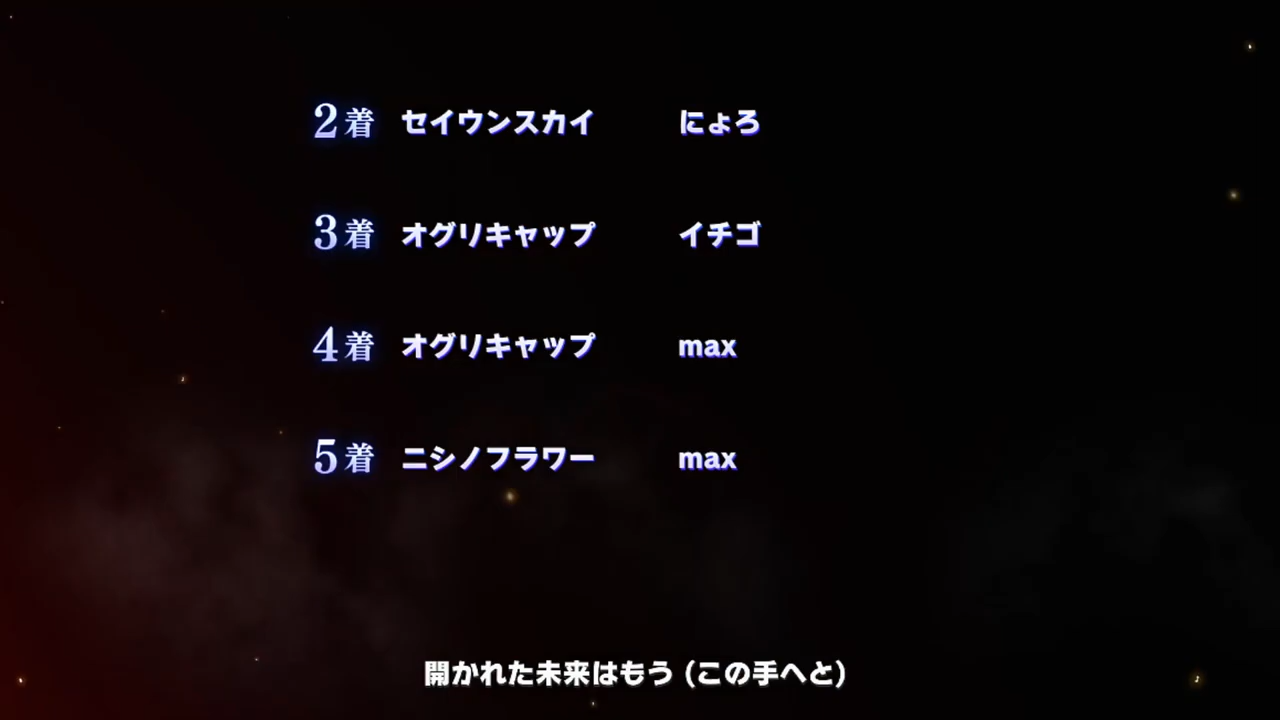 2着 セイウンスカイ にょろ
3着 オグリキャップ イチゴ
4着 オグリキャップ max
5着 ニシノフラワー max
開かれた未来はもう (この手へと)